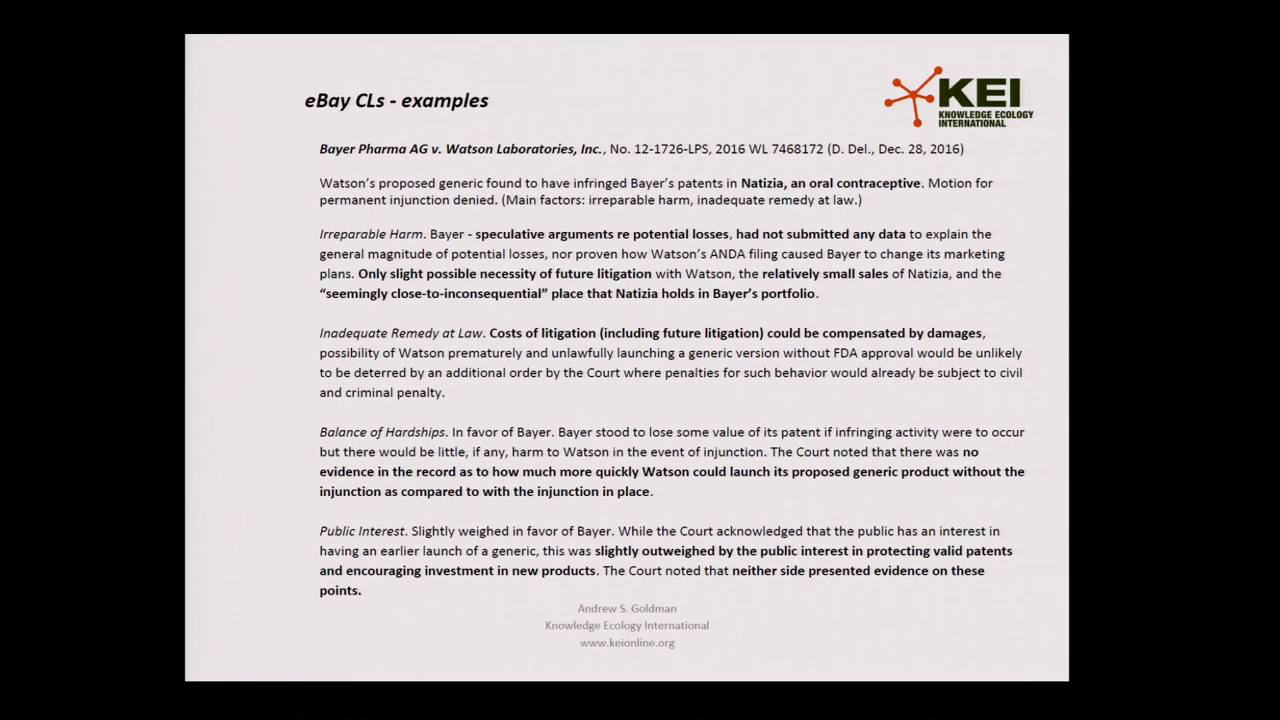 eBay CLs - examples
KEI
KNOWLEDGE ECOLOGY
INTERNATIONAL
Bayer Pharma AG v. Watson Laboratories, Inc., No. 12-1726-LPS, 2016 WL 7468172 (D. Del., Dec. 28, 2016)
Watson's proposed generic found to have infringed Bayer's patents in Natizia, an oral contraceptive. Motion for
permanent injunction denied. (Main factors: irreparable harm, inadequate remedy at law.)
Irreparable Harm. Bayer - speculative arguments re potential losses, had not submitted any data to explain the
general magnitude of potential losses, nor proven how Watson's ANDA filing caused Bayer to change its marketing
plans. Only slight possible necessity of future litigation with Watson, the relatively small sales of Natizia, and the
“seemingly close-to-inconsequential” place that Natizia holds in Bayer's portfolio.
Inadequate Remedy at Law. Costs of litigation (including future litigation) could be compensated by damages,
possibility of Watson prematurely and unlawfully launching a generic version without FDA approval would be unlikely
to be deterred by an additional order by the Court where penalties for such behavior would already be subject to civil
and criminal penalty.
Balance of Hardships. In favor of Bayer. Bayer stood to lose some value of its patent if infringing activity were to occur
but there would be little, if any, harm to Watson in the event of injunction. The Court noted that there was no
evidence in the record as to how much more quickly Watson could launch its proposed generic product without the
injunction as compared to with the injunction in place.
Public Interest. Slightly weighed in favor of Bayer. While the Court acknowledged that the public has an interest in
having an earlier launch of a generic, this was slightly outweighed by the public interest in protecting valid patents
and encouraging investment in new products. The Court noted that neither side presented evidence on these
points.
Andrew S. Goldman
Knowledge Ecology International
www.keionline.org